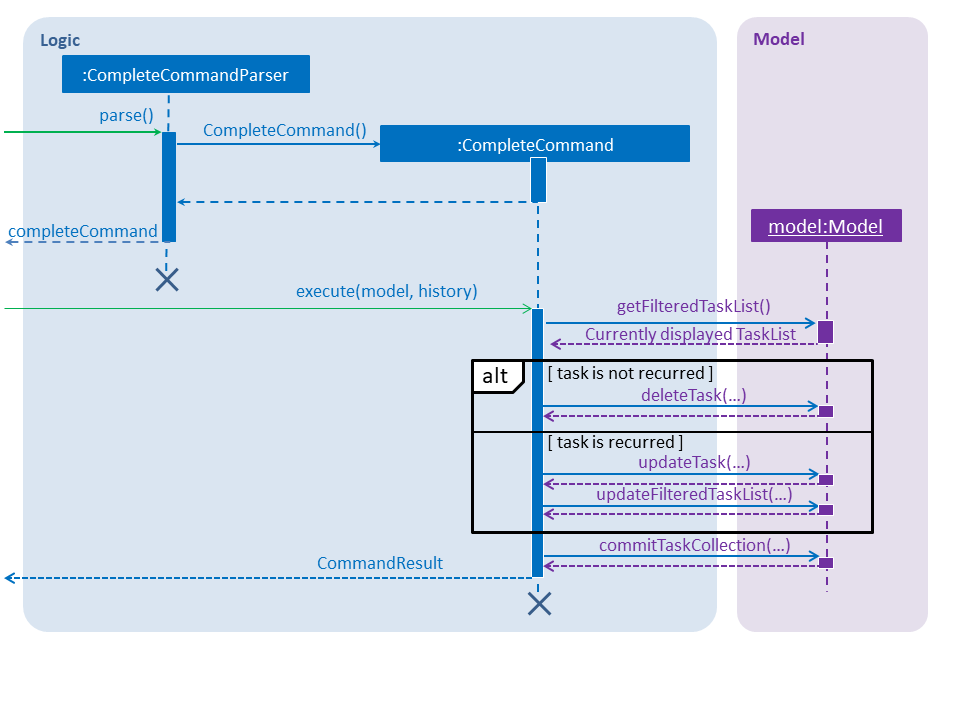 Logic
Model
:CompleteCommandParser
parse()
CompleteCommand()
:CompleteCommand
completeCommand
model:Model
execute(model, history)
getFilteredTaskList()
Currently displayed TaskList
alt
[ task is not recurred ]
deleteTask(…)
[ task is recurred ]
updateTask(…)
updateFilteredTaskList(…)
commitTaskCollection(…)
CommandResult